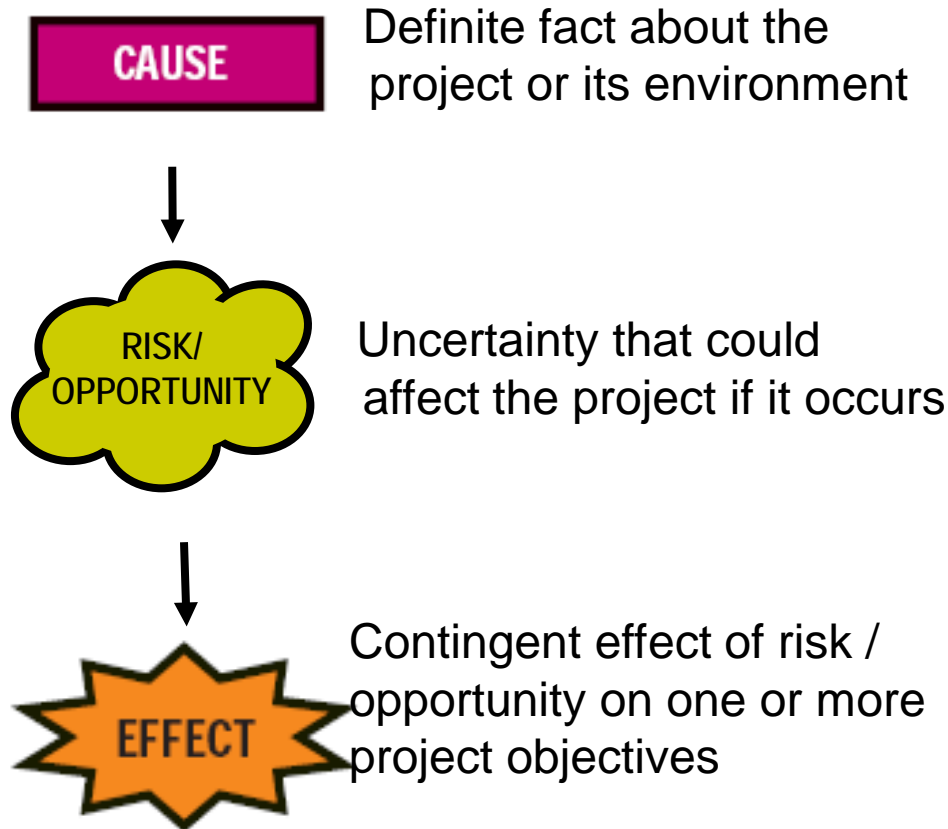 CAUSE
Definite fact about the
project or its environment
RISK/
OPPORTUNITY
Uncertainty that could
affect the project if it occurs
EFFECT
Contingent effect of risk /
opportunity on one or more
project objectives